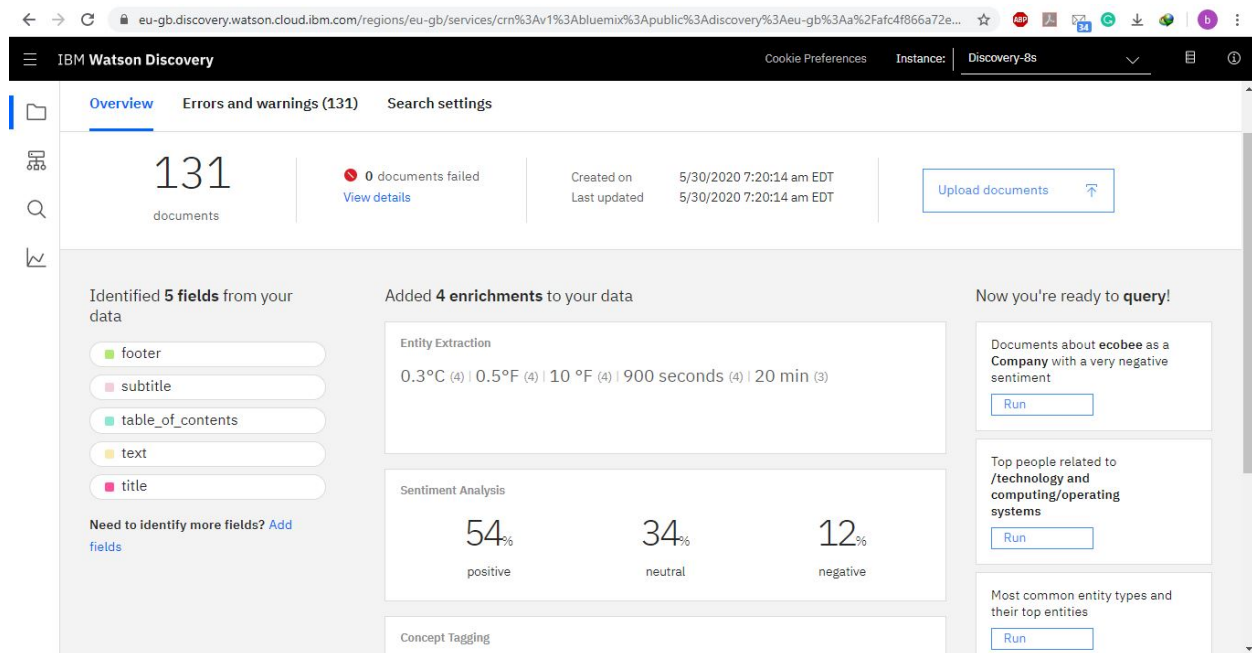 eu-gb.discovery.watson.cloud.ibm.com/regions/eu-gb/services/crn%3Av1%3Abluemix%3Apublic%3Adiscovery%3Aeu-gb%3Aa%2Fafc4f866a72e...
ABP
34
b
IBM Watson Discovery
Cookie Preferences
Instance:
Discovery-8s
Overview
Errors and warnings (131)
Search settings
131
documents
0 documents failed
View details
Created on 5/30/2020 7:20:14 am EDT
Last updated 5/30/2020 7:20:14 am EDT
Upload documents
Identified 5 fields from your
data
footer
subtitle
table_of_contents
text
title
Need to identify more fields? Add
fields
Added 4 enrichments to your data
Entity Extraction
0.3°C (4) | 0.5°F (4) | 10 °F (4) | 900 seconds (4) | 20 min (3)
Sentiment Analysis
54% 34% 12%
positive neutral negative
Concept Tagging
Now you're ready to query!
Documents about ecobee as a
Company with a very negative
sentiment
Run
Top people related to
/technology and
computing/operating
systems
Run
Most common entity types and
their top entities
Run